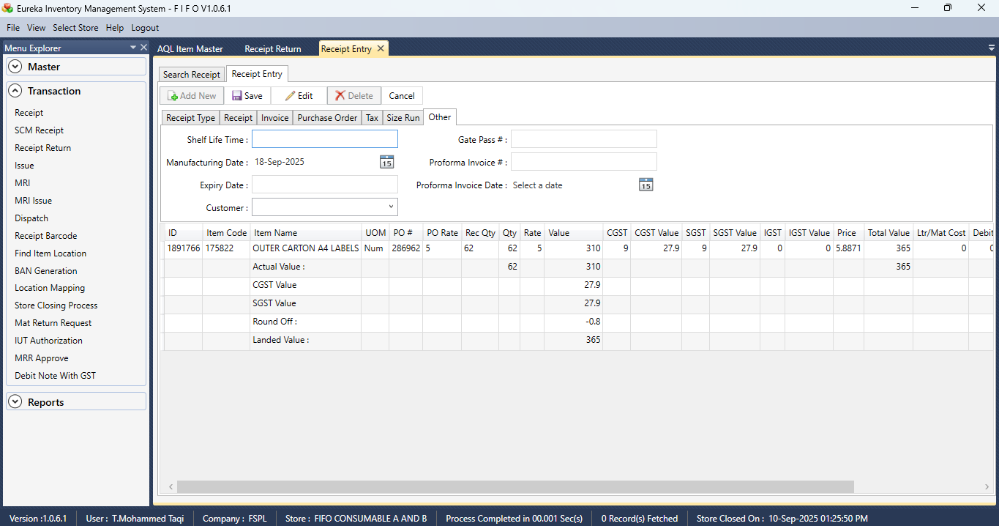 Eureka Inventory Management System - F I F O V1.0.6.1
File View Select Store Help Logout
Menu Explorer
AQL Item Master Receipt Return Receipt Entry
Master
Transaction
Receipt
SCM Receipt
Receipt Return
Issue
MRI
MRI Issue
Dispatch
Receipt Barcode
Find Item Location
BAN Generation
Location Mapping
Store Closing Process
Mat Return Request
IUT Authorization
MRR Approve
Debit Note With GST
Reports
Search Receipt Receipt Entry
Add New Save Edit Delete Cancel
Receipt Type Receipt Invoice Purchase Order Tax Size Run Other
Shelf Life Time : Gate Pass # :
Manufacturing Date : 18-Sep-2025 15 Proforma Invoice # :
Expiry Date : Proforma Invoice Date : Select a date 15
Customer :
ID Item Code Item Name UOM PO # PO Rate Rec Qty Qty Rate Value CGST CGST Value SGST SGST Value IGST IGST Value Price Total Value Ltr/Mat Cost Debit
1891766 175822 OUTER CARTON A4 LABELS Num 286962 5 62 62 5 310 9 27.9 9 27.9 0 0 5.8871 365 0 0
Actual Value : 62 310 365
CGST Value 27.9
SGST Value 27.9
Round Off : -0.8
Landed Value : 365
Version :1.0.6.1 User : T.Mohammed Taqi Company : FSPL Store : FIFO CONSUMABLE A AND B Process Completed in 00.001 Sec(s) 0 Record(s) Fetched Store Closed On : 10-Sep-2025 01:25:50 PM